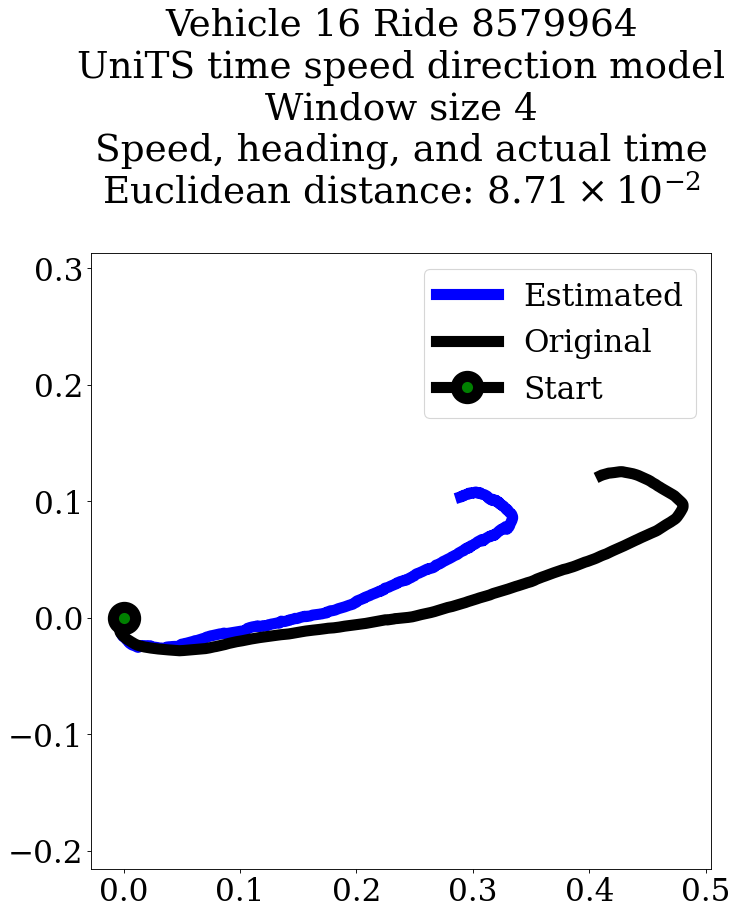 Vehicle 16 Ride 8579964
UniTS time speed direction model
Window size 4
Speed, heading, and actual time
Euclidean distance: 8.71 × 10⁻²
Estimated
Original
Start
0.3
0.2
0.1
0.0
−0.1
−0.2
0.0 0.1 0.2 0.3 0.4 0.5